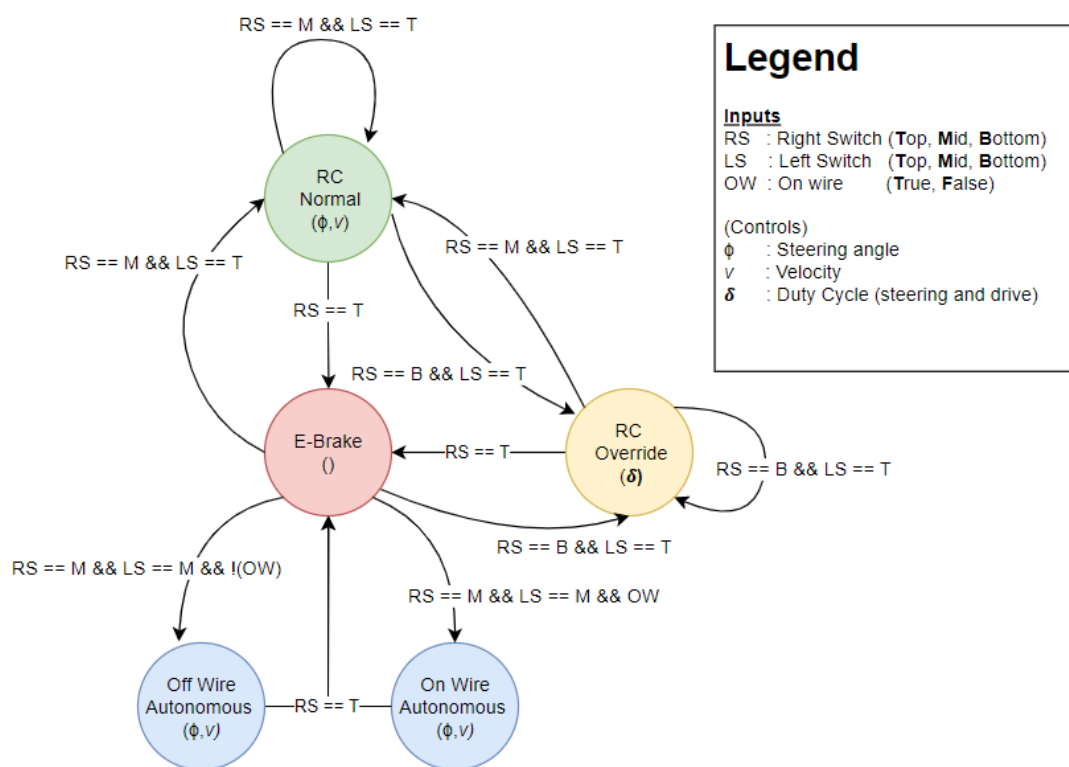 RS == M && LS == T
RC
Normal
(ϕ,v)
RS == M && LS == T
RS == M && LS == T
RS == T
RS == B && LS == T
E-Brake
()
RS == T
RC
Override
(δ)
RS == B && LS == T
RS == B && LS == T
RS == M && LS == M && !(OW)
RS == M && LS == M && OW
Off Wire
Autonomous
(ϕ,v)
RS == T
On Wire
Autonomous
(ϕ,v)
Legend
Inputs
RS : Right Switch (Top, Mid, Bottom)
LS : Left Switch (Top, Mid, Bottom)
OW : On wire (True, False)
(Controls)
ϕ : Steering angle
v : Velocity
δ : Duty Cycle (steering and drive)